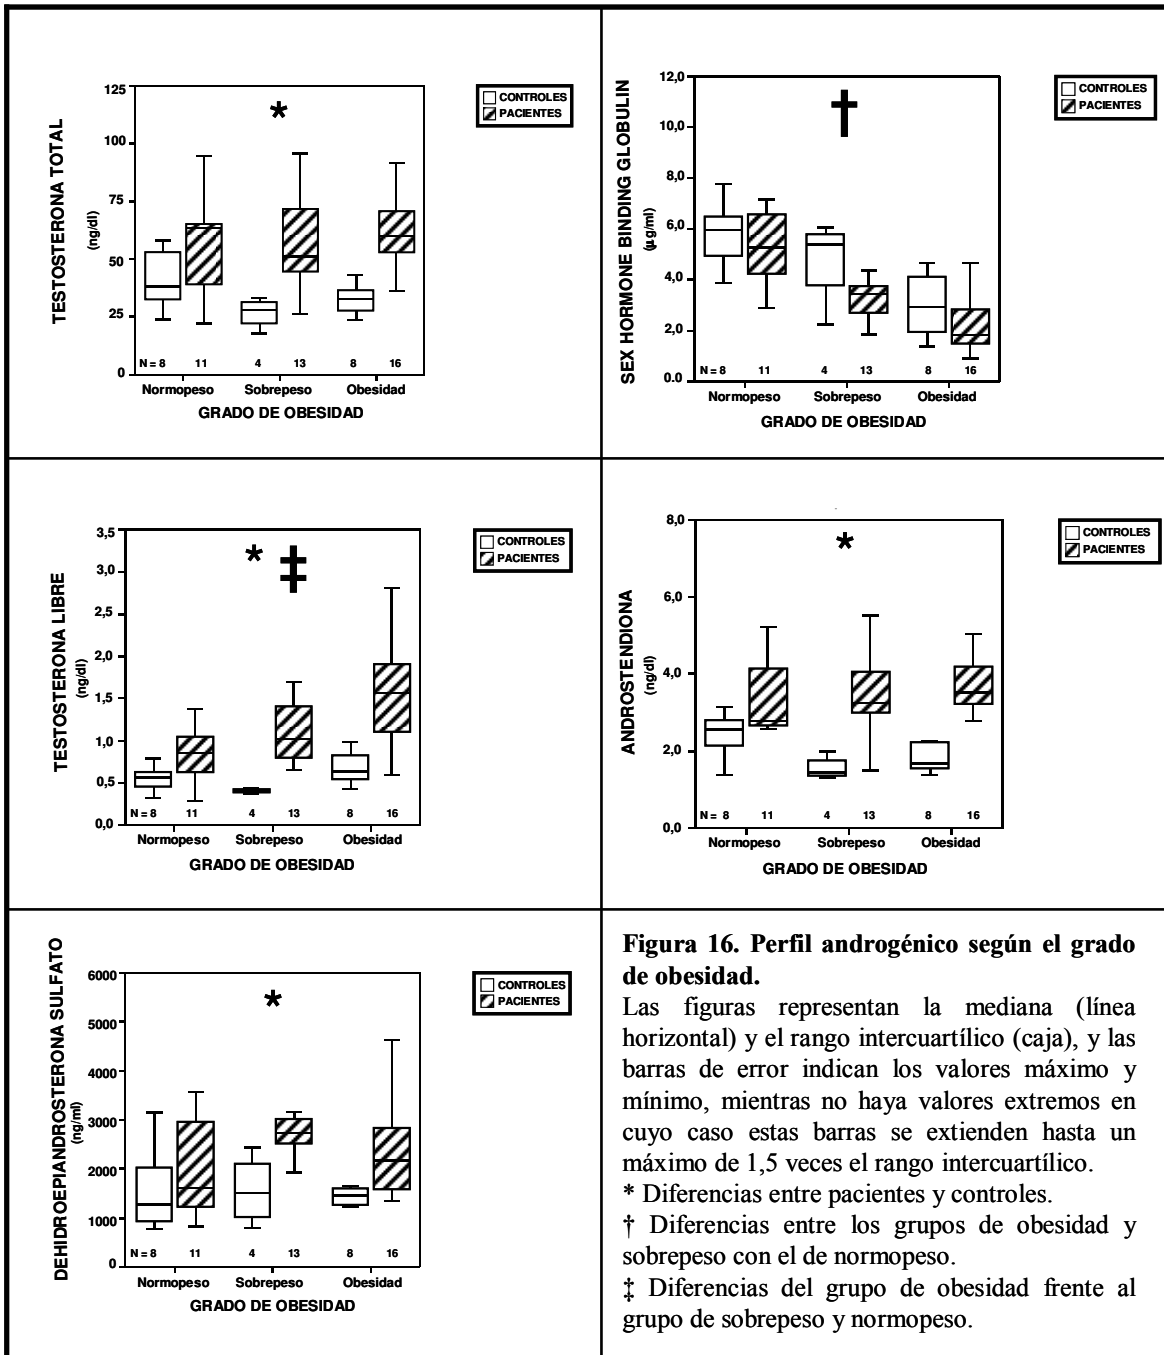 125
100
75
50
25
0
TESTOSTERONA TOTAL
(ng/dl)
*
CONTROLES
PACIENTES
N = 8 11 4 13 8 16
Normopeso Sobrepeso Obesidad
GRADO DE OBESIDAD
12,0
10,0
8,0
6,0
4,0
2,0
0.0
SEX HORMONE BINDING GLOBULIN
(µg/ml)
†
CONTROLES
PACIENTES
N = 8 11 4 13 8 16
Normopeso Sobrepeso Obesidad
GRADO DE OBESIDAD
3,5
3,0
2,5
2,0
1,5
1,0
0,5
0,0
TESTOSTERONA LIBRE
(ng/dl)
* ‡
CONTROLES
PACIENTES
N = 8 11 4 13 8 16
Normopeso Sobrepeso Obesidad
GRADO DE OBESIDAD
8,0
6,0
4,0
2,0
0,0
ANDROSTENDIONA
(ng/dl)
*
CONTROLES
PACIENTES
N = 8 11 4 13 8 16
Normopeso Sobrepeso Obesidad
GRADO DE OBESIDAD
6000
5000
4000
3000
2000
1000
0
DEHIDROEPIANDROSTERONA SULFATO
(ng/ml)
*
CONTROLES
PACIENTES
N = 8 11 4 13 8 16
Normopeso Sobrepeso Obesidad
GRADO DE OBESIDAD
Figura 16. Perfil androgénico según el grado
de obesidad.
Las figuras representan la mediana (línea
horizontal) y el rango intercuartílico (caja), y las
barras de error indican los valores máximo y
mínimo, mientras no haya valores extremos en
cuyo caso estas barras se extienden hasta un
máximo de 1,5 veces el rango intercuartílico.
* Diferencias entre pacientes y controles.
† Diferencias entre los grupos de obesidad y
sobrepeso con el de normopeso.
‡ Diferencias del grupo de obesidad frente al
grupo de sobrepeso y normopeso.